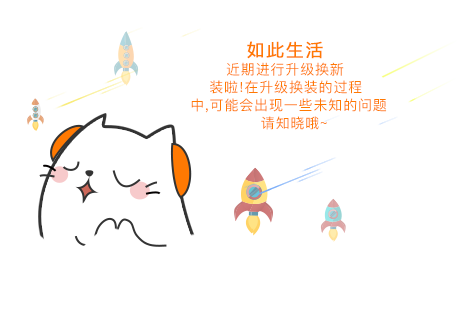 如此生活
近期进行升级换新
装啦!在升级换装的过程
中,可能会出现一些未知的问题
请知晓哦~